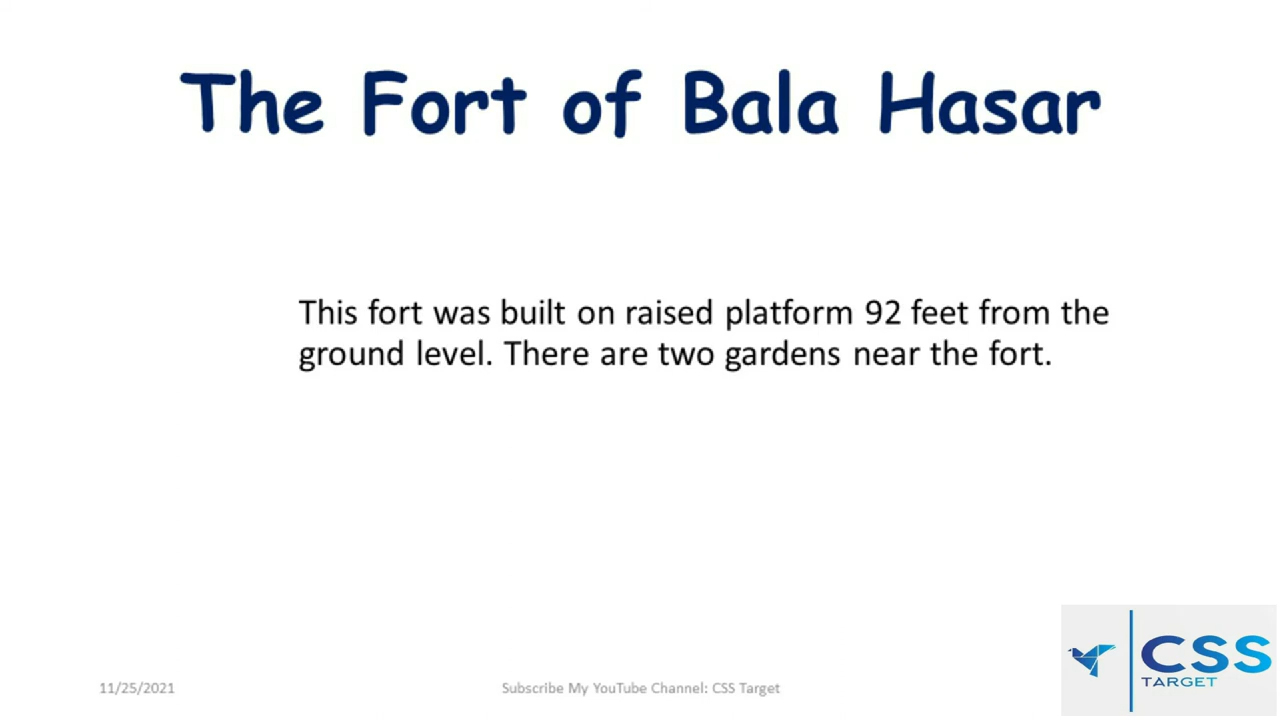 The Fort of Bala Hasar
This fort was built on raised platform 92 feet from the
ground level. There are two gardens near the fort.
11/25/2021
Subscribe My YouTube Channel: CSS Target
CSS
TARGET